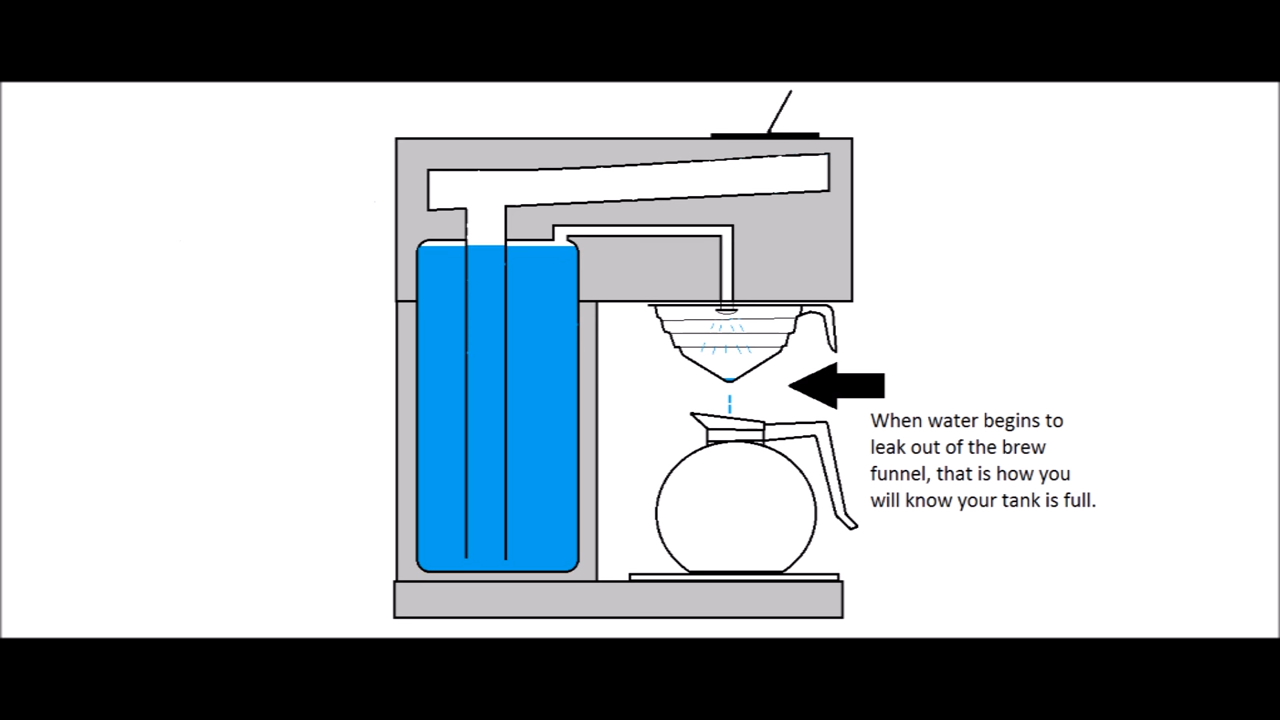 When water begins to
leak out of the brew
funnel, that is how you
will know your tank is full.